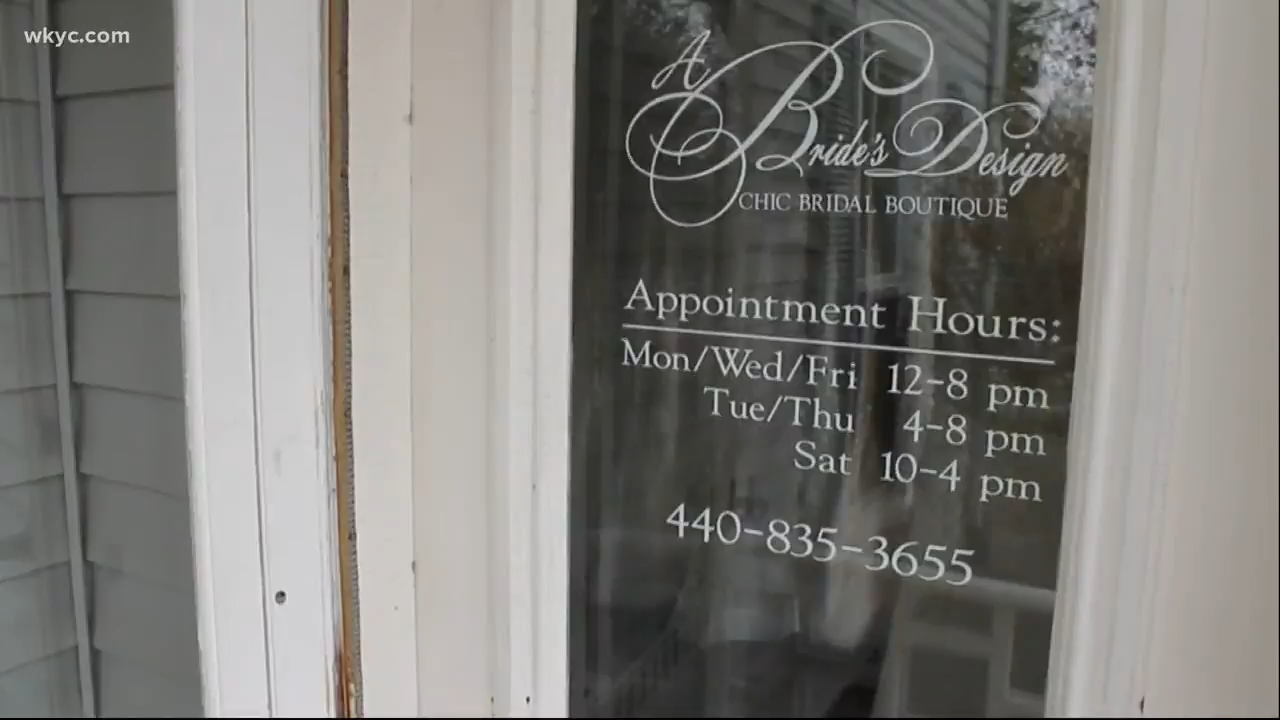 wkyc.com
A Bride's Design
CHIC BRIDAL BOUTIQUE
Appointment Hours:
Mon/Wed/Fri 12-8 pm
Tue/Thu 4-8 pm
Sat 10-4 pm
440-835-3655